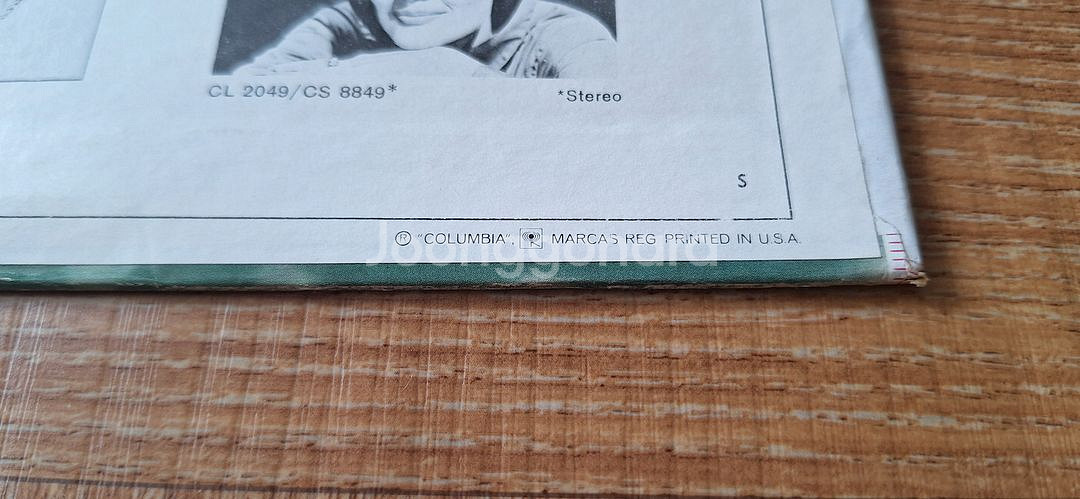 CL 2049/CS 8849*
*Stereo
S
Ⓡ "COLUMBIA", MARCAS REG. PRINTED IN U.S.A.
Joonggonara